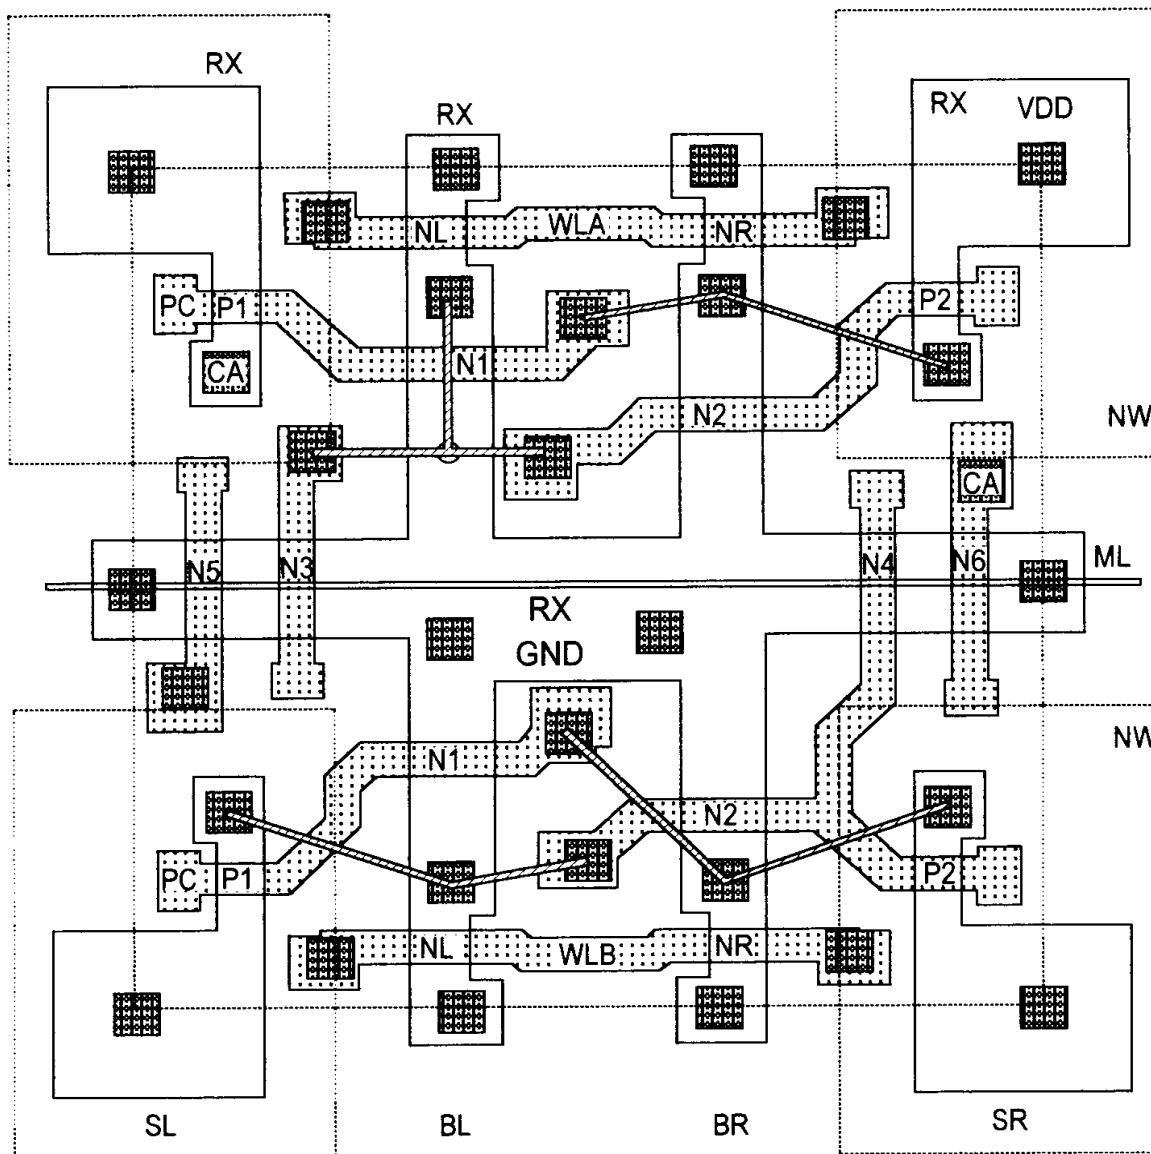 RX
RX
RX VDD
NL WLA NR
PC P1 P2
N1
CA
N2
NW
CA
N5 N3 N4 N6 ML
RX
GND
NW
N1
N2
PC P1 P2
NL WLB NR
SL BL BR SR